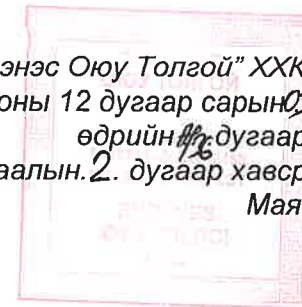 энэс Оюу Толгой" ХХК
оны 12 дугаар сарын
өдрийн дугаар
аалын. 2. дугаар хавср
Мая